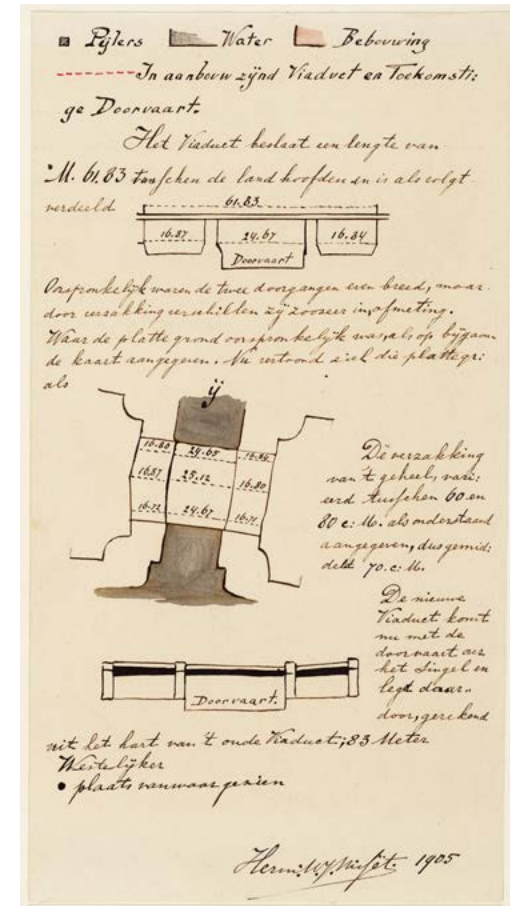 Pylers Water Bebouwing
In aanbouw zijnd Viaduct en Toekomsti:
ge Doorvaart.
Het Viaduct beslaat een lengte van
M. 61.83 tusschen de land hoofden en is als volgt
verdeeld.
61.83
16.87 24.67 16.84
Doorvaart
Oorspronkelijk waren de twee doorgangen even breed, maar
door verzakking verschillen zij zoozeer in afmeting.
Waar de platte grond oorspronkelijk was, als op bijgaan
de kaart aangegeven. Nu vertoond zich die plattegr:
als
ij
16.80 24.65 16.84
16.87 25.12 16.80
16.72 24.67 16.71
De verzakking
van 't geheel, vari:
eerd tusschen 60 en
80 c: M. als onderstaand
aangegeven, dus gemid:
deld 70. c: M.
De nieuwe
Viaduct komt
nu met de
doorvaart over
het Singel en
legt daar..
door, gerekend
Doorvaart.
uit het hart van 't oude Viaduct, 83 Meter
Westelijker
• plaats vanwaar gezien
1905